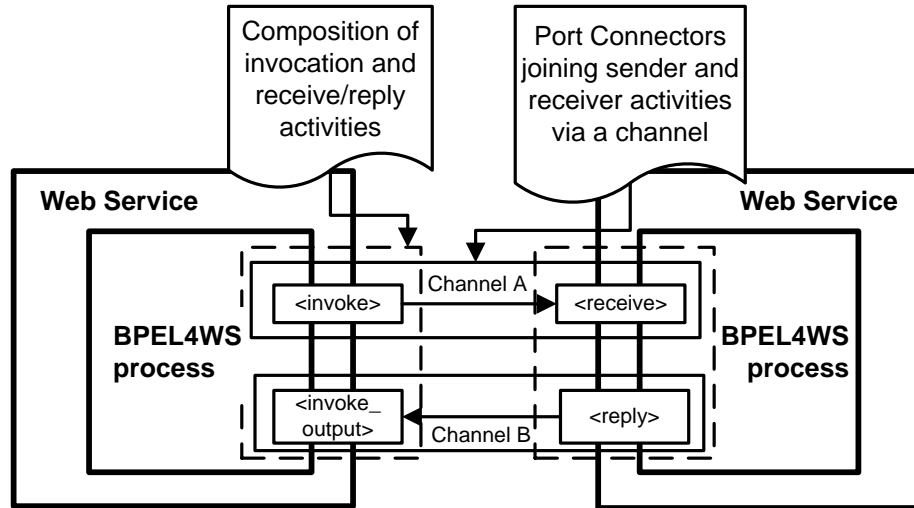 Composition of
invocation and
receive/reply
activities
Port Connectors
joining sender and
receiver activities
via a channel
Web Service
Web Service
Channel A
<invoke>
<receive>
BPEL4WS
process
BPEL4WS
process
<invoke_
output>
<reply>
Channel B